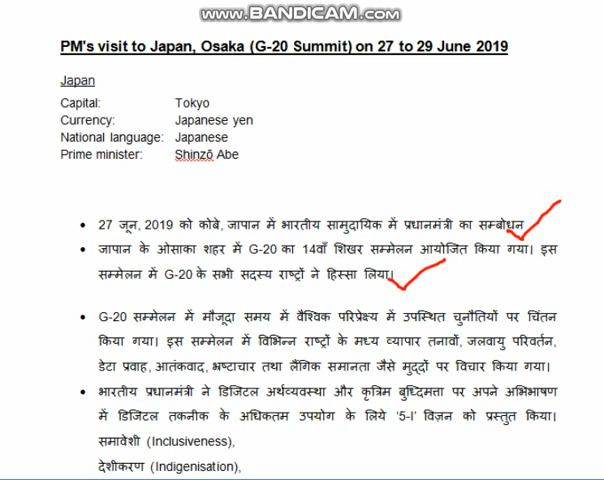 www.BANDICAM.com
PM's visit to Japan, Osaka (G-20 Summit) on 27 to 29 June 2019
Japan
Capital: Tokyo
Currency: Japanese yen
National language: Japanese
Prime minister: Shinzō Abe
• 27 जून, 2019 को कोबे, जापान में भारतीय सामुदायिक में प्रधानमंत्री का सम्बोधन
• जापान के ओसाका शहर में G-20 का 14वाँ शिखर सम्मेलन आयोजित किया गया। इस
सम्मेलन में G-20 के सभी सदस्य राष्ट्रों ने हिस्सा लिया।
• G-20 सम्मेलन में मौजूदा समय में वैश्विक परिप्रेक्ष्य में उपस्थित चुनौतियों पर चिंतन
किया गया। इस सम्मेलन में विभिन्न राष्ट्रों के मध्य व्यापार तनावों, जलवायु परिवर्तन,
डेटा प्रवाह, आतंकवाद, भ्रष्टाचार तथा लैंगिक समानता जैसे मुद्दों पर विचार किया गया।
• भारतीय प्रधानमंत्री ने डिजिटल अर्थव्यवस्था और कृत्रिम बुध्दिमत्ता पर अपने अभिभाषण
में डिजिटल तकनीक के अधिकतम उपयोग के लिये '5-I' विज़न को प्रस्तुत किया।
समावेशी (Inclusiveness),
देशीकरण (Indigenisation),